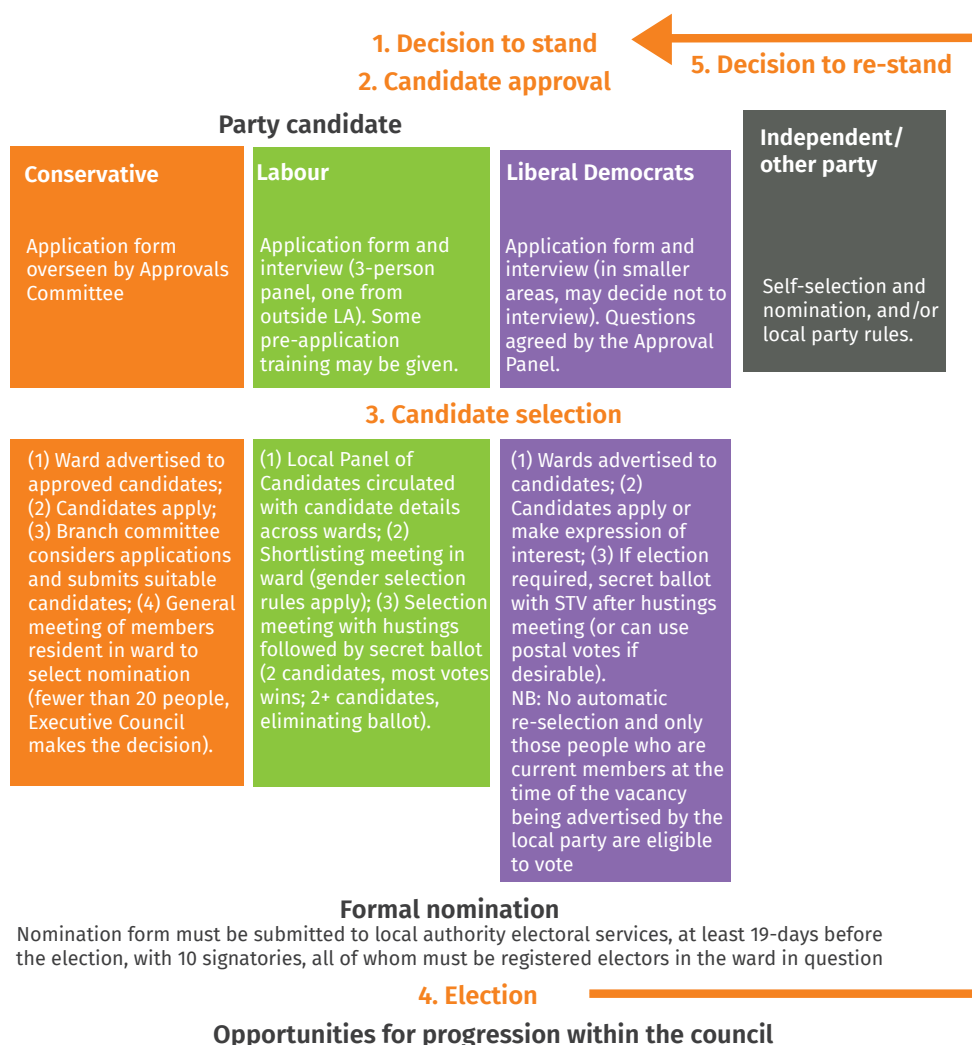 1. Decision to stand
5. Decision to re-stand
2. Candidate approval
Party candidate
Conservative
Application form
overseen by Approvals
Committee
Labour
Application form and
interview (3-person
panel, one from
outside LA). Some
pre-application
training may be given.
Liberal Democrats
Application form and
interview (in smaller
areas, may decide not to
interview). Questions
agreed by the Approval
Panel.
Independent/
other party
Self-selection and
nomination, and/or
local party rules.
3. Candidate selection
(1) Ward advertised to
approved candidates;
(2) Candidates apply;
(3) Branch committee
considers applications
and submits suitable
candidates; (4) General
meeting of members
resident in ward to
select nomination
(fewer than 20 people,
Executive Council
makes the decision).
(1) Local Panel of
Candidates circulated
with candidate details
across wards; (2)
Shortlisting meeting in
ward (gender selection
rules apply); (3) Selection
meeting with hustings
followed by secret ballot
(2 candidates, most votes
wins; 2+ candidates,
eliminating ballot).
(1) Wards advertised to
candidates; (2)
Candidates apply or
make expression of
interest; (3) If election
required, secret ballot
with STV after hustings
meeting (or can use
postal votes if
desirable).
NB: No automatic
re-selection and only
those people who are
current members at the
time of the vacancy
being advertised by the
local party are eligible
to vote
Formal nomination
Nomination form must be submitted to local authority electoral services, at least 19-days before
the election, with 10 signatories, all of whom must be registered electors in the ward in question
4. Election
Opportunities for progression within the council